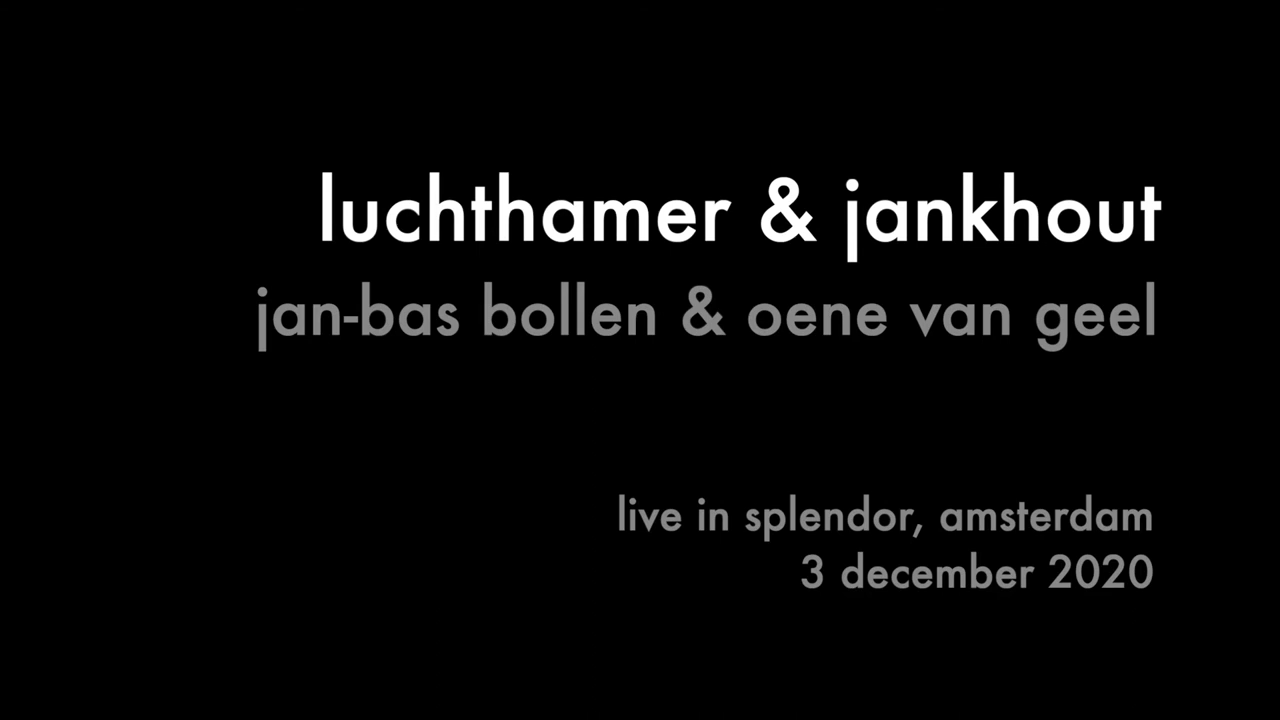 luchthamer & jankhout
jan-bas bollen & oene van geel
live in splendor, amsterdam
3 december 2020